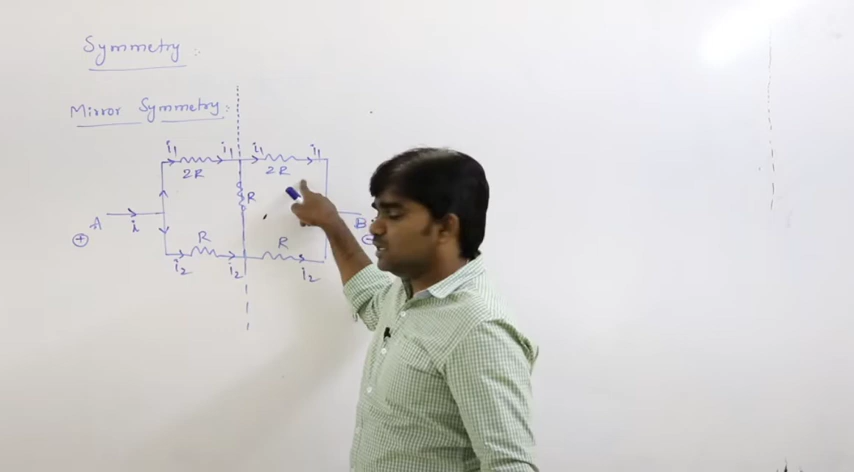 Symmetry :
Mirror Symmetry :
i₁ i₁ i₁ i₁
2R 2R
R
A i B
⊕ ⊖
R R
i₂ i₂ i₂